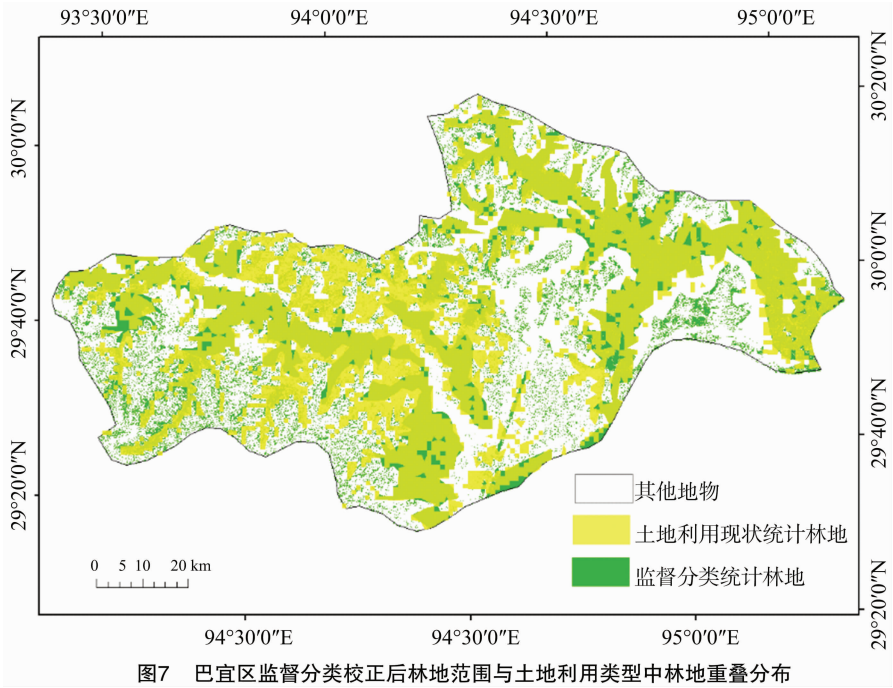 93°30′0″E 94°0′0″E 94°30′0″E 95°0′0″E
30°20′0″N
30°0′0″N
30°0′0″N
29°40′0″N
29°40′0″N
29°20′0″N
29°20′0″N
其他地物
土地利用现状统计林地
监督分类统计林地
0 5 10 20 km
94°30′0″E 94°30′0″E 95°0′0″E
图7 巴宜区监督分类校正后林地范围与土地利用类型中林地重叠分布